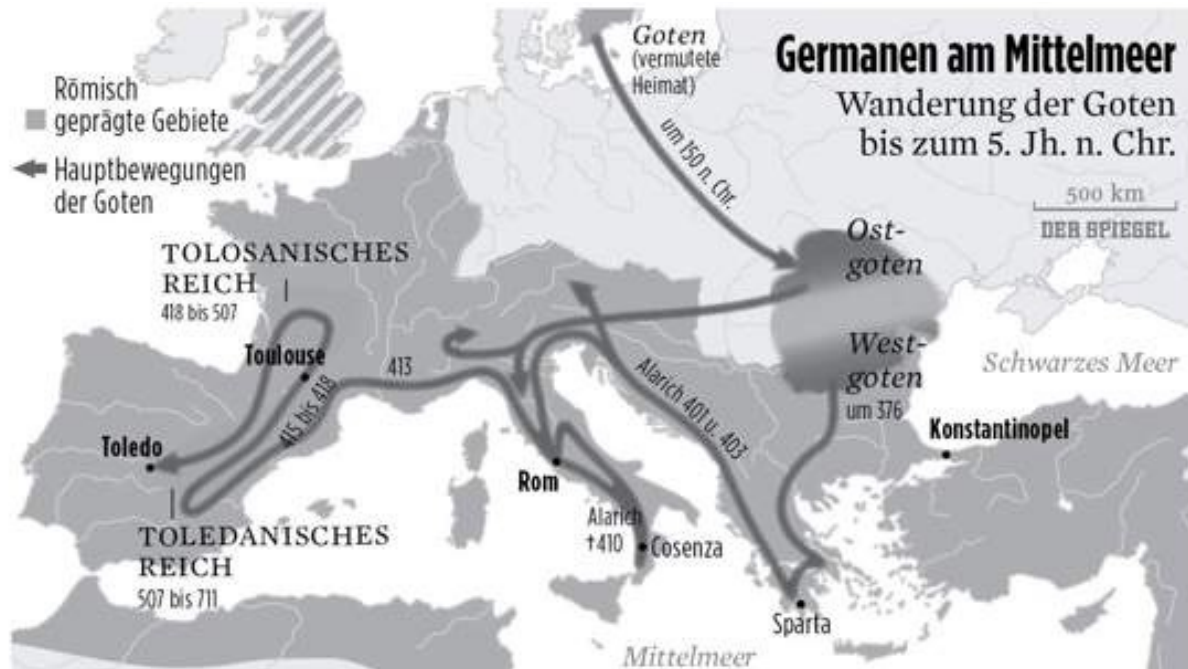 Germanen am Mittelmeer
Wanderung der Goten
bis zum 5. Jh. n. Chr.
500 km
DER SPIEGEL
Römisch
geprägte Gebiete
Hauptbewegungen
der Goten
Goten
(vermutete
Heimat)
um 150 n. Chr.
Ost-
goten
West-
goten
um 376
Schwarzes Meer
Konstantinopel
TOLOSANISCHES
REICH
418 bis 507
Toulouse
413
415 bis 418
Toledo
TOLEDANISCHES
REICH
507 bis 711
Rom
Alarich 401 u. 403
Alarich
†410
Cosenza
Sparta
Mittelmeer